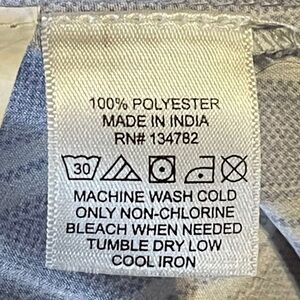 100% POLYESTER
MADE IN INDIA
RN# 134782
30
MACHINE WASH COLD
ONLY NON-CHLORINE
BLEACH WHEN NEEDED
TUMBLE DRY LOW
COOL IRON